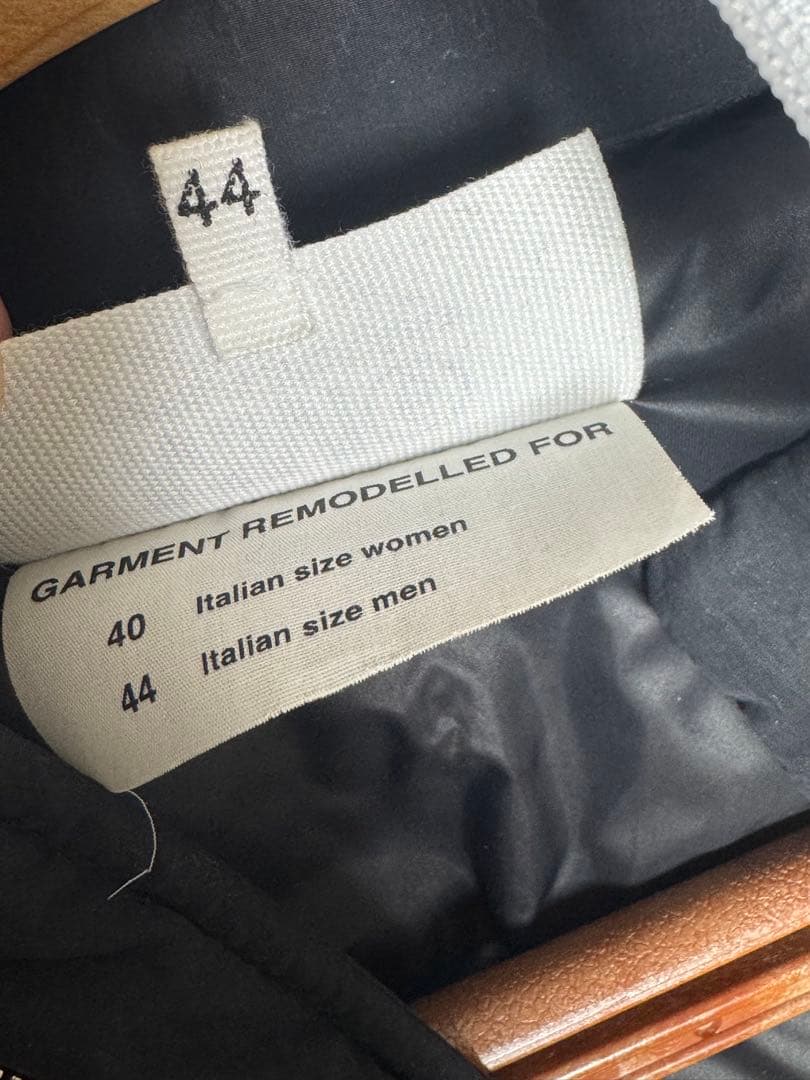 44
GARMENT REMODELLED FOR
40 Italian size women
44 Italian size men